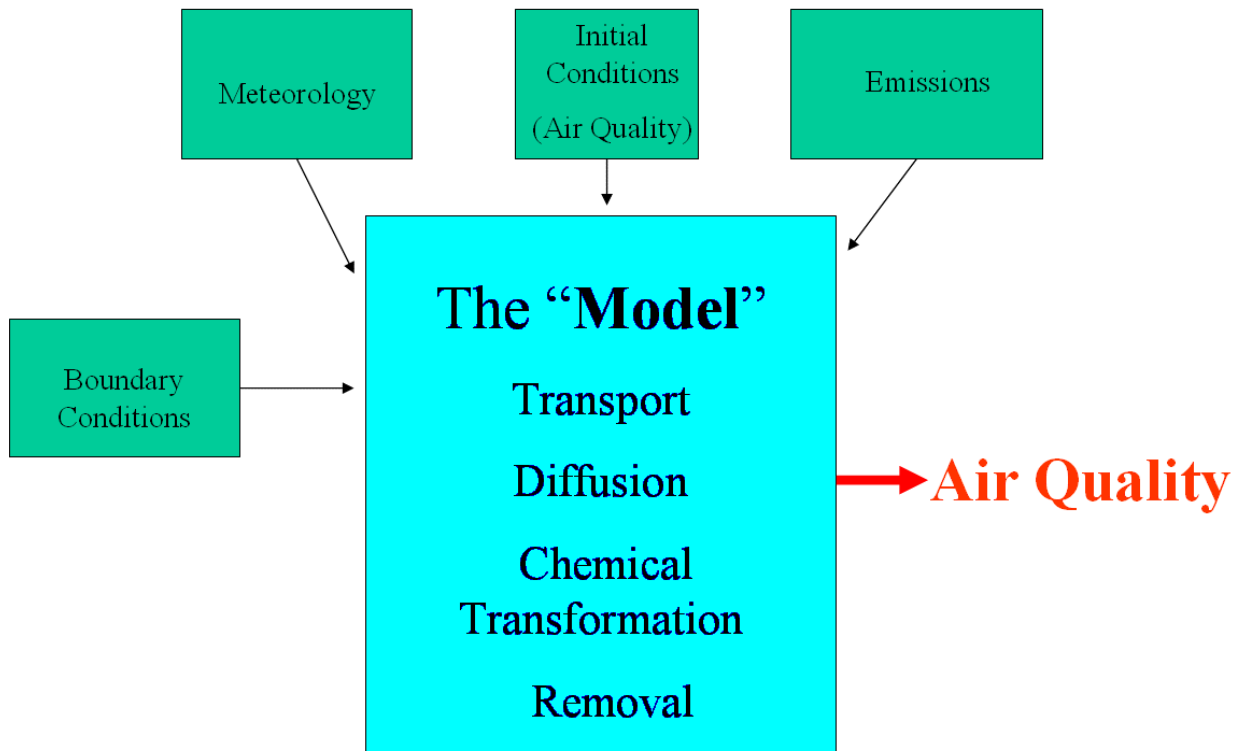 Meteorology
Initial
Conditions
(Air Quality)
Emissions
Boundary
Conditions
The “Model”
Transport
Diffusion
Chemical
Transformation
Removal
Air Quality